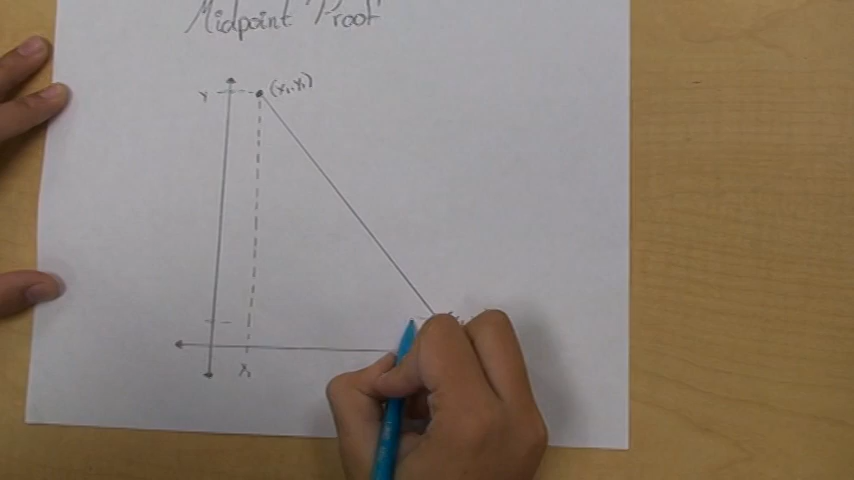 Midpoint Proof
Y (X₁, Y₁)
X₁